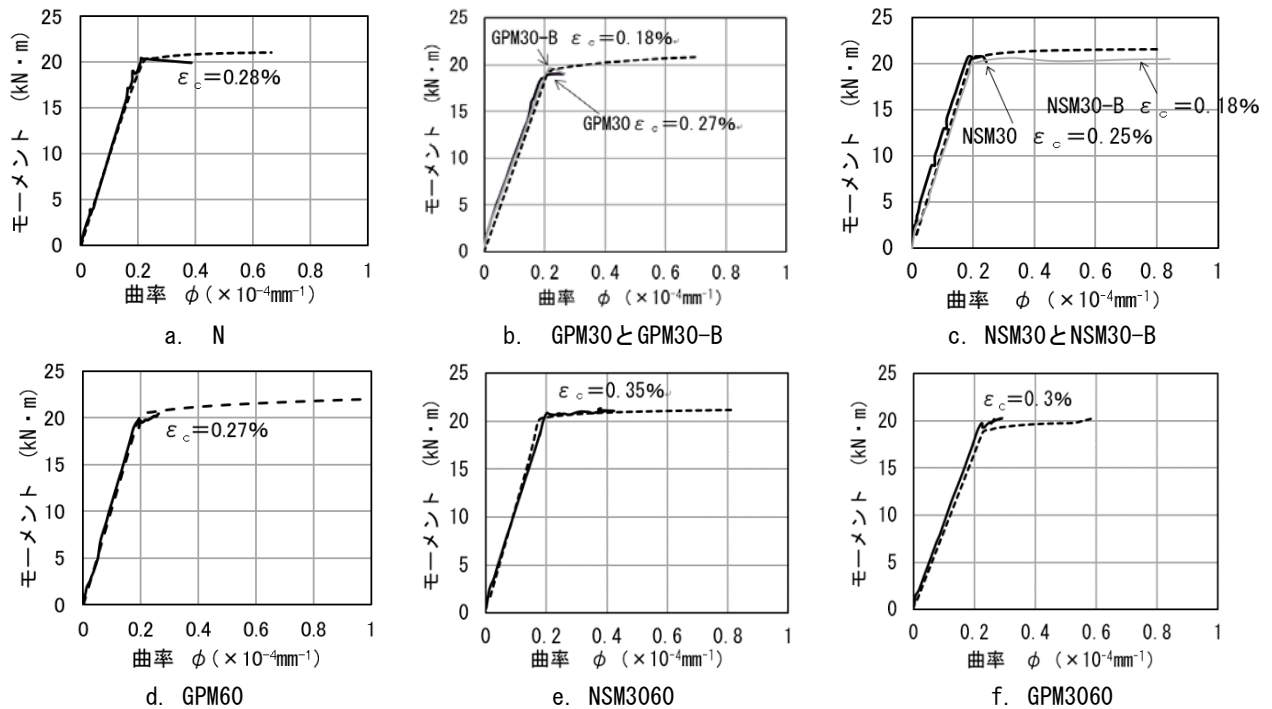 25
20
15
10
5
0
モーメント (kN・m)
εc=0.28%
0 0.2 0.4 0.6 0.8 1
曲率 φ(×10⁻⁴mm⁻¹)
a. N
25
20
15
10
5
0
モーメント (kN・m)
GPM30-B εc=0.18%
GPM30 εc=0.27%
0 0.2 0.4 0.6 0.8 1
曲率 φ (×10⁻⁴mm⁻¹)
b. GPM30とGPM30-B
25
20
15
10
5
0
モーメント (kN・m)
NSM30-B εc=0.18%
NSM30 εc=0.25%
0 0.2 0.4 0.6 0.8 1
曲率 φ (×10⁻⁴mm⁻¹)
c. NSM30とNSM30-B
25
20
15
10
5
0
モーメント (kN・m)
εc=0.27%
0 0.2 0.4 0.6 0.8 1
曲率 φ(×10⁻⁴mm⁻¹)
d. GPM60
25
20
15
10
5
0
モーメント (kN・m)
εc=0.35%
0 0.2 0.4 0.6 0.8 1
曲率 φ (×10⁻⁴mm⁻¹)
e. NSM3060
25
20
15
10
5
0
モーメント (kN・m)
εc=0.3%
0 0.2 0.4 0.6 0.8 1
曲率 φ (×10⁻⁴mm⁻¹)
f. GPM3060